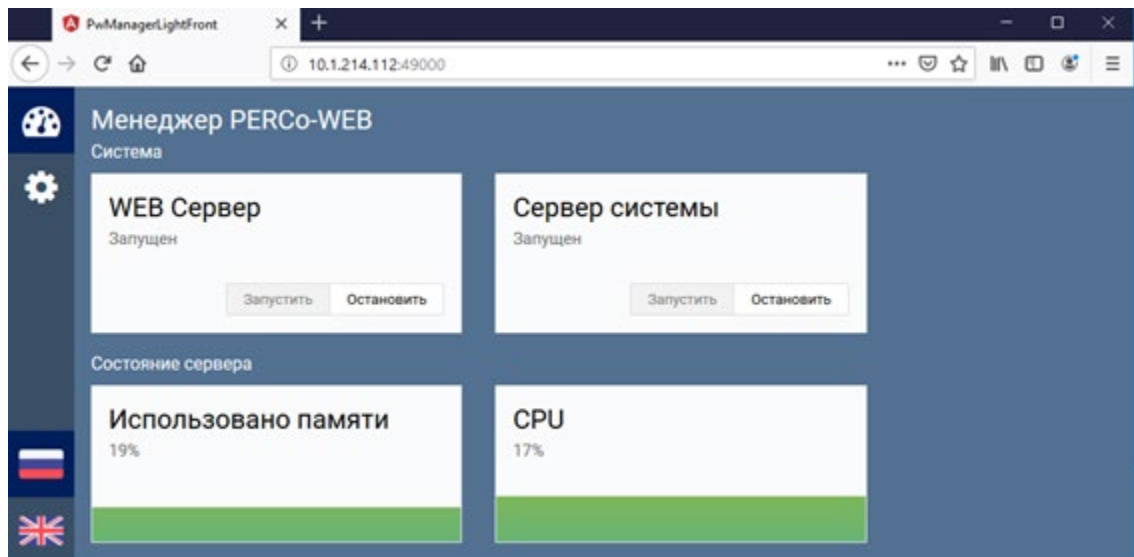 PwManagerLightFront
10.1.214.112:49000
Менеджер PERCo-WEB
Система
WEB Сервер
Запущен
Запустить Остановить
Сервер системы
Запущен
Запустить Остановить
Состояние сервера
Использовано памяти
19%
CPU
17%